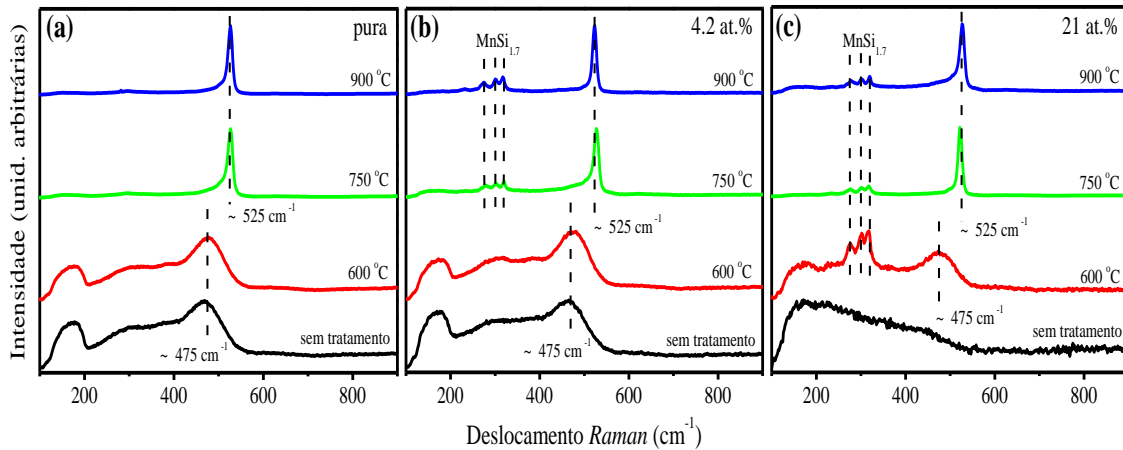 Intensidade (unid. arbitrárias)
(a)
pura
900 °C
750 °C
~ 525 cm⁻¹
600 °C
sem tratamento
~ 475 cm⁻¹
200
400
600
800
(b)
4.2 at.%
MnSi₁.₇
900 °C
750 °C
~ 525 cm⁻¹
600 °C
sem tratamento
~ 475 cm⁻¹
200
400
600
800
(c)
21 at.%
MnSi₁.₇
900 °C
750 °C
~ 525 cm⁻¹
600 °C
~ 475 cm⁻¹
sem tratamento
200
400
600
800
Deslocamento Raman (cm⁻¹)